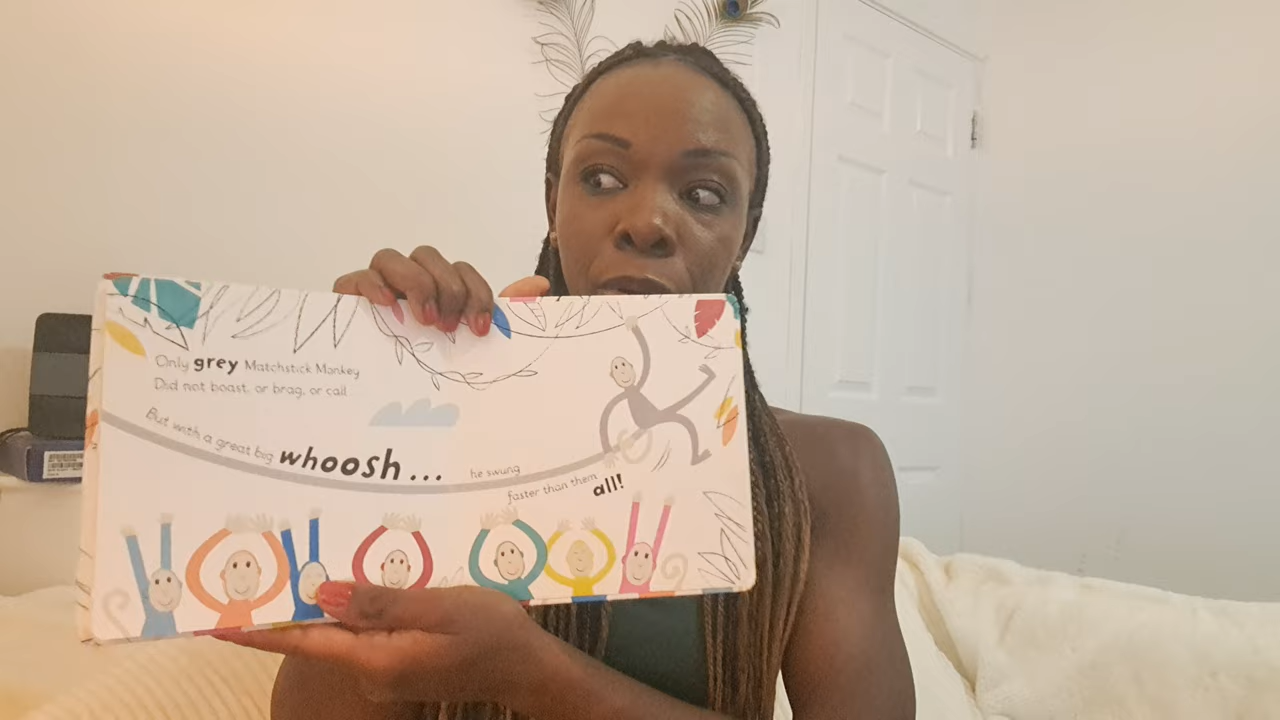 Only grey Matchstick Monkey
Did not boast, or brag, or call
But with a great big whoosh... he swung
faster than them all!